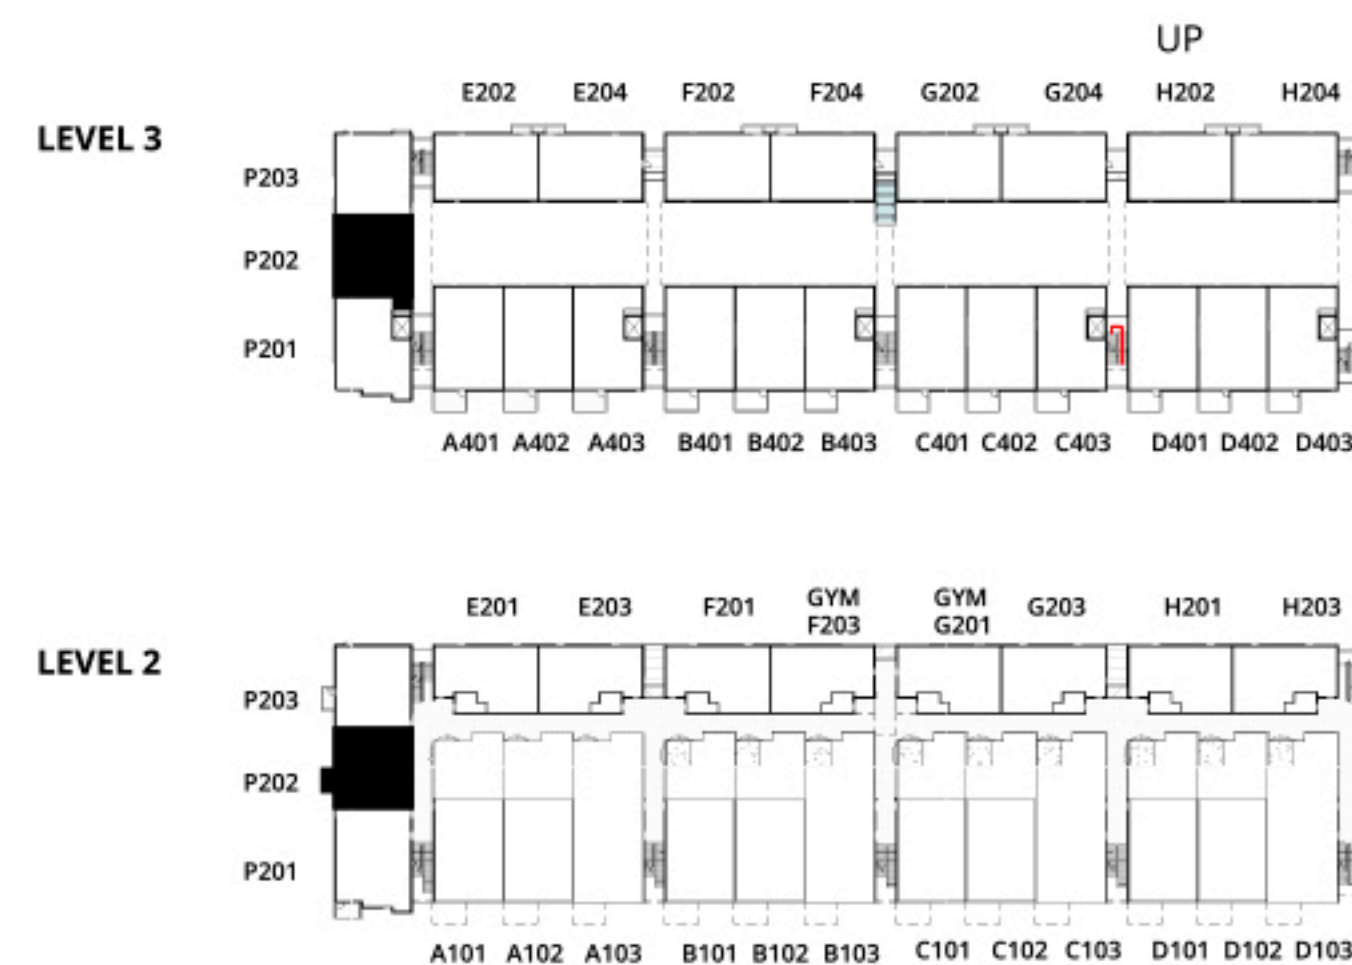 UP
E202 E204 F202 F204 G202 G204 H202 H204
LEVEL 3
P203
P202
P201
A401 A402 A403 B401 B402 B403 C401 C402 C403 D401 D402 D403
E201 E203 F201 GYM F203 GYM G201 G203 H201 H203
LEVEL 2
P203
P202
P201
A101 A102 A103 B101 B102 B103 C101 C102 C103 D101 D102 D103